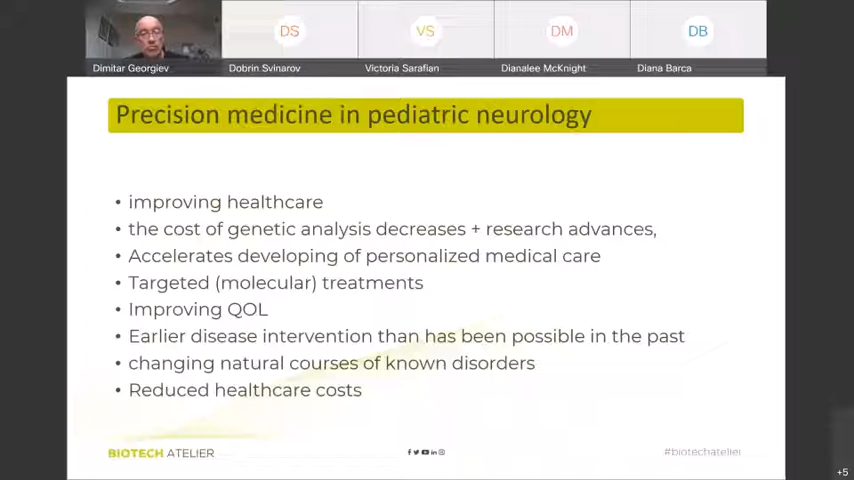 DS
VS
DM
DB
Dimitar Georgiev
Dobrin Svinarov
Victoria Sarafian
Dianalee McKnight
Diana Barca
Precision medicine in pediatric neurology
• improving healthcare
• the cost of genetic analysis decreases + research advances,
• Accelerates developing of personalized medical care
• Targeted (molecular) treatments
• Improving QOL
• Earlier disease intervention than has been possible in the past
• changing natural courses of known disorders
• Reduced healthcare costs
BIOTECH ATELIER
#biotechatelier
+5